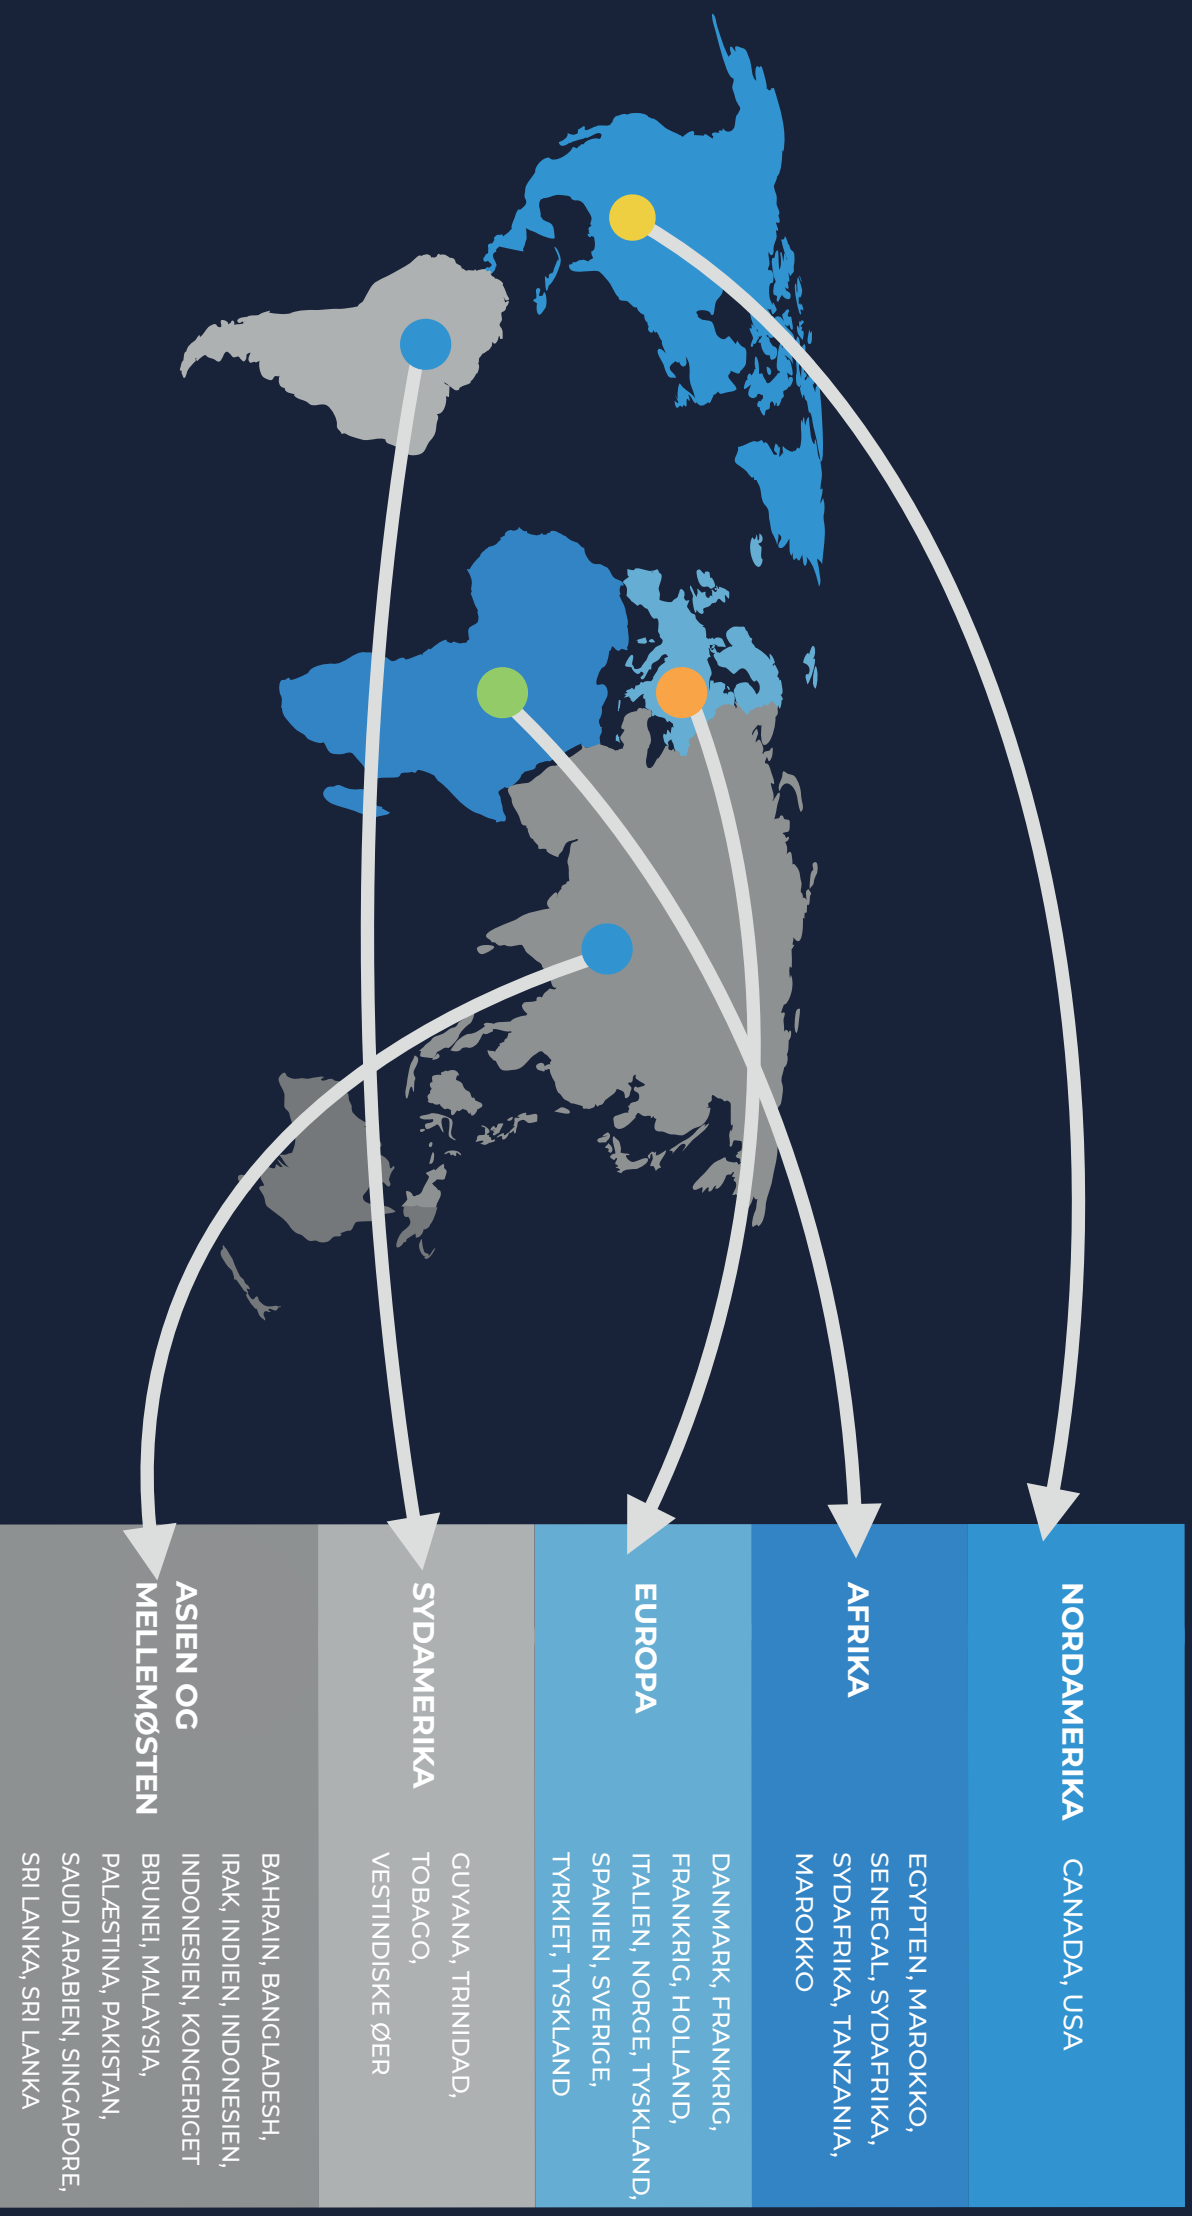 NORDAMERIKA
CANADA, USA
AFRIKA
EGYPTEN, MAROKKO,
SENEGAL, SYDAFRIKA,
SYDAFRIKA, TANZANIA,
MAROKKO
EUROPA
DANMARK, FRANKRIG,
FRANKRIG, HOLLAND,
ITALIEN, NORGE, TYSKLAND,
SPANIEN, SVERIGE,
TYRKIET, TYSKLAND
SYDAMERIKA
GUYANA, TRINIDAD,
TOBAGO,
VESTINDISKE ØER
ASIEN OG
MELLEMØSTEN
BAHRAIN, BANGLADESH,
IRAK, INDIEN, INDONESIEN,
INDONESIEN, KONGERIGET
BRUNEI, MALAYSIA,
PALÆSTINA, PAKISTAN,
SAUDI ARABIEN, SINGAPORE,
SRI LANKA, SRI LANKA